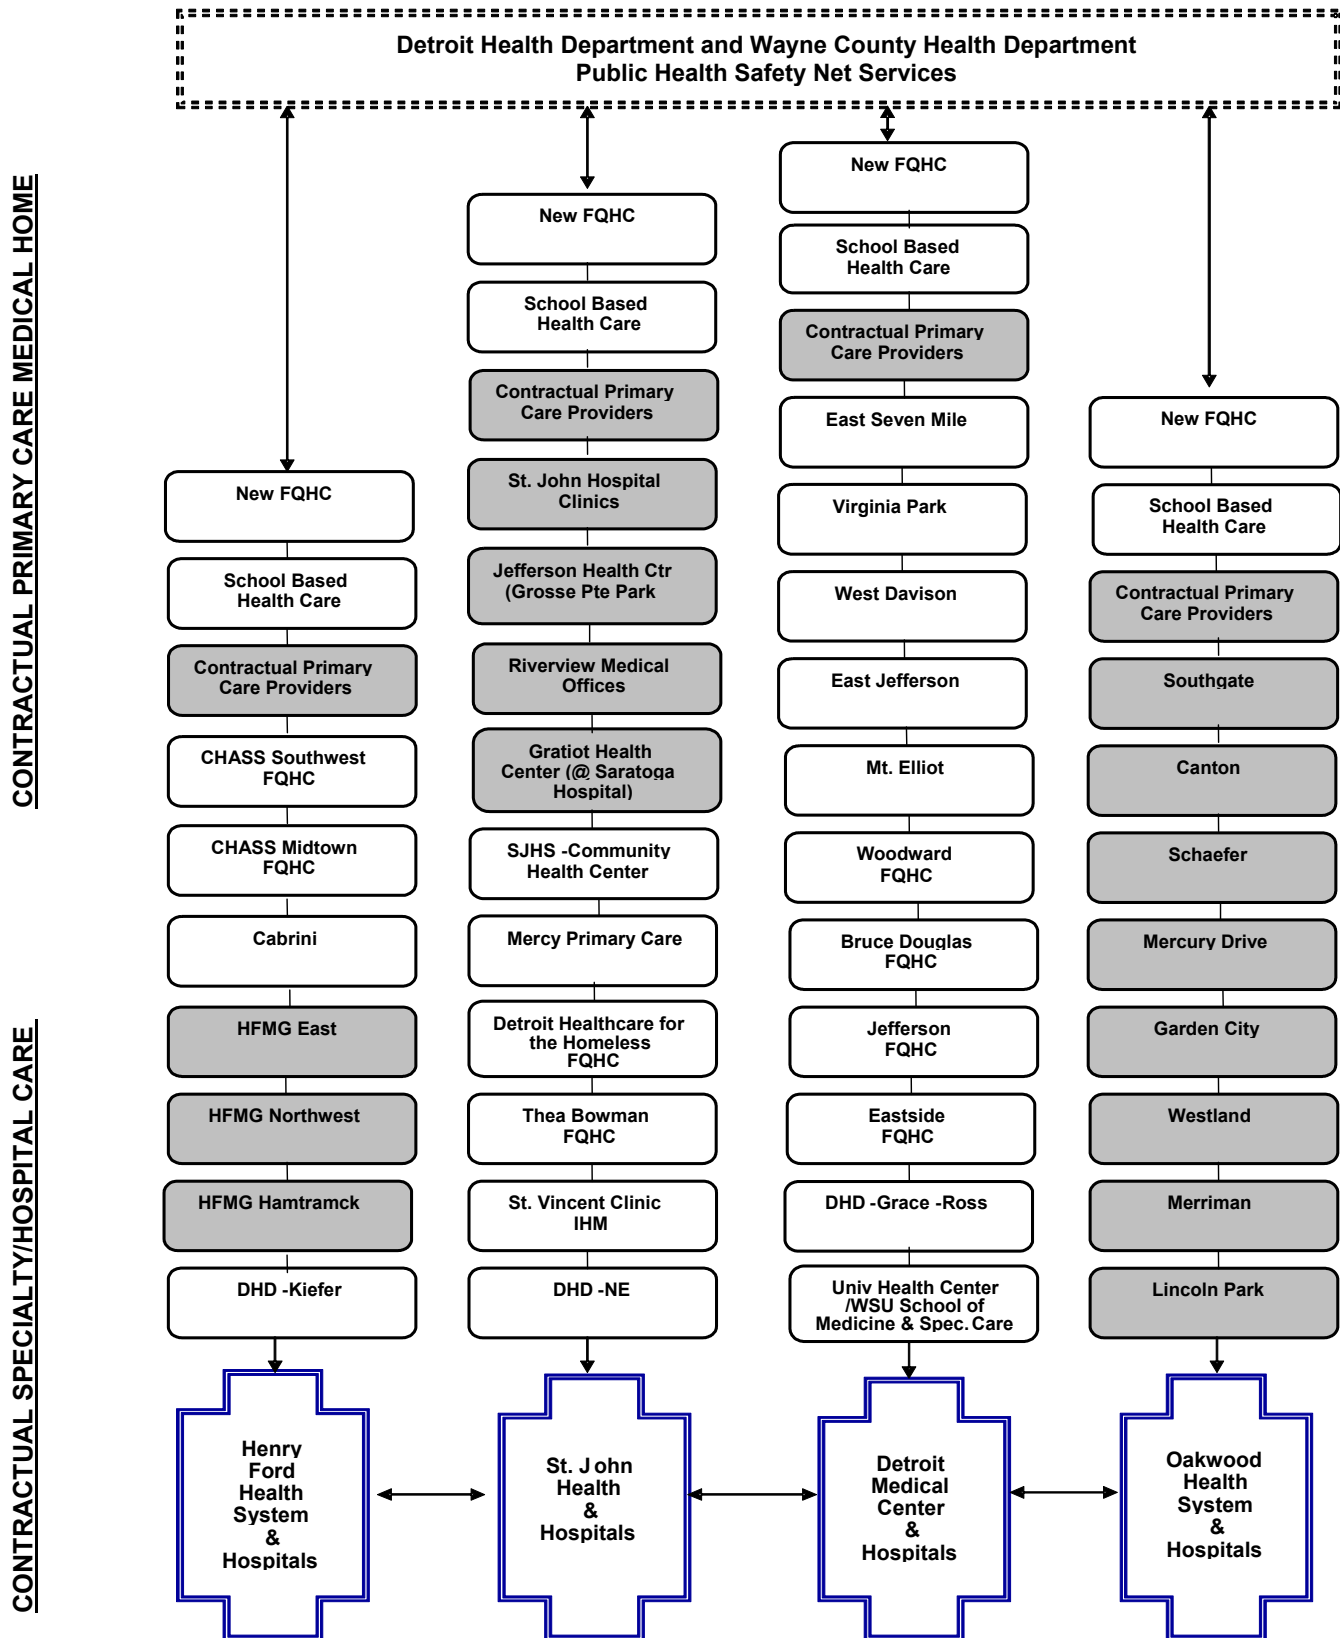 Detroit Health Department and Wayne County Health Department
Public Health Safety Net Services
CONTRACTUAL PRIMARY CARE MEDICAL HOME
CONTRACTUAL SPECIALTY/HOSPITAL CARE
New FQHC
School Based
Health Care
Contractual Primary
Care Providers
CHASS Southwest
FQHC
CHASS Midtown
FQHC
Cabrini
HFMG East
HFMG Northwest
HFMG Hamtramck
DHD -Kiefer
Henry
Ford
Health
System
&
Hospitals
New FQHC
School Based
Health Care
Contractual Primary
Care Providers
St. John Hospital
Clinics
Jefferson Health Ctr
(Grosse Pte Park
Riverview Medical
Offices
Gratiot Health
Center (@ Saratoga
Hospital)
SJHS -Community
Health Center
Mercy Primary Care
Detroit Healthcare for
the Homeless
FQHC
Thea Bowman
FQHC
St. Vincent Clinic
IHM
DHD -NE
St. John
Health
&
Hospitals
New FQHC
School Based
Health Care
Contractual Primary
Care Providers
East Seven Mile
Virginia Park
West Davison
East Jefferson
Mt. Elliot
Woodward
FQHC
Bruce Douglas
FQHC
Jefferson
FQHC
Eastside
FQHC
DHD -Grace -Ross
Univ Health Center
/WSU School of
Medicine & Spec. Care
Detroit
Medical
Center
&
Hospitals
New FQHC
School Based
Health Care
Contractual Primary
Care Providers
Southgate
Canton
Schaefer
Mercury Drive
Garden City
Westland
Merriman
Lincoln Park
Oakwood
Health
System
&
Hospitals